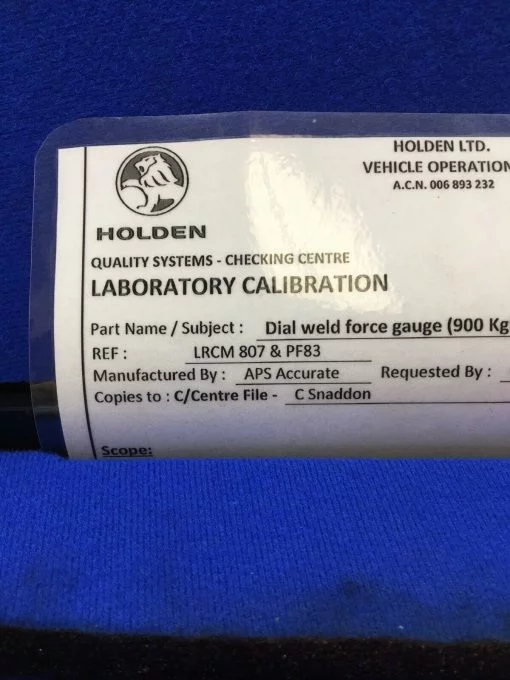 HOLDEN LTD.
VEHICLE OPERATION
A.C.N. 006 893 232
HOLDEN
QUALITY SYSTEMS - CHECKING CENTRE
LABORATORY CALIBRATION
Part Name / Subject : Dial weld force gauge (900 Kg
REF : LRCM 807 & PF83
Manufactured By : APS Accurate Requested By :
Copies to : C/Centre File - C Snaddon
Scope: